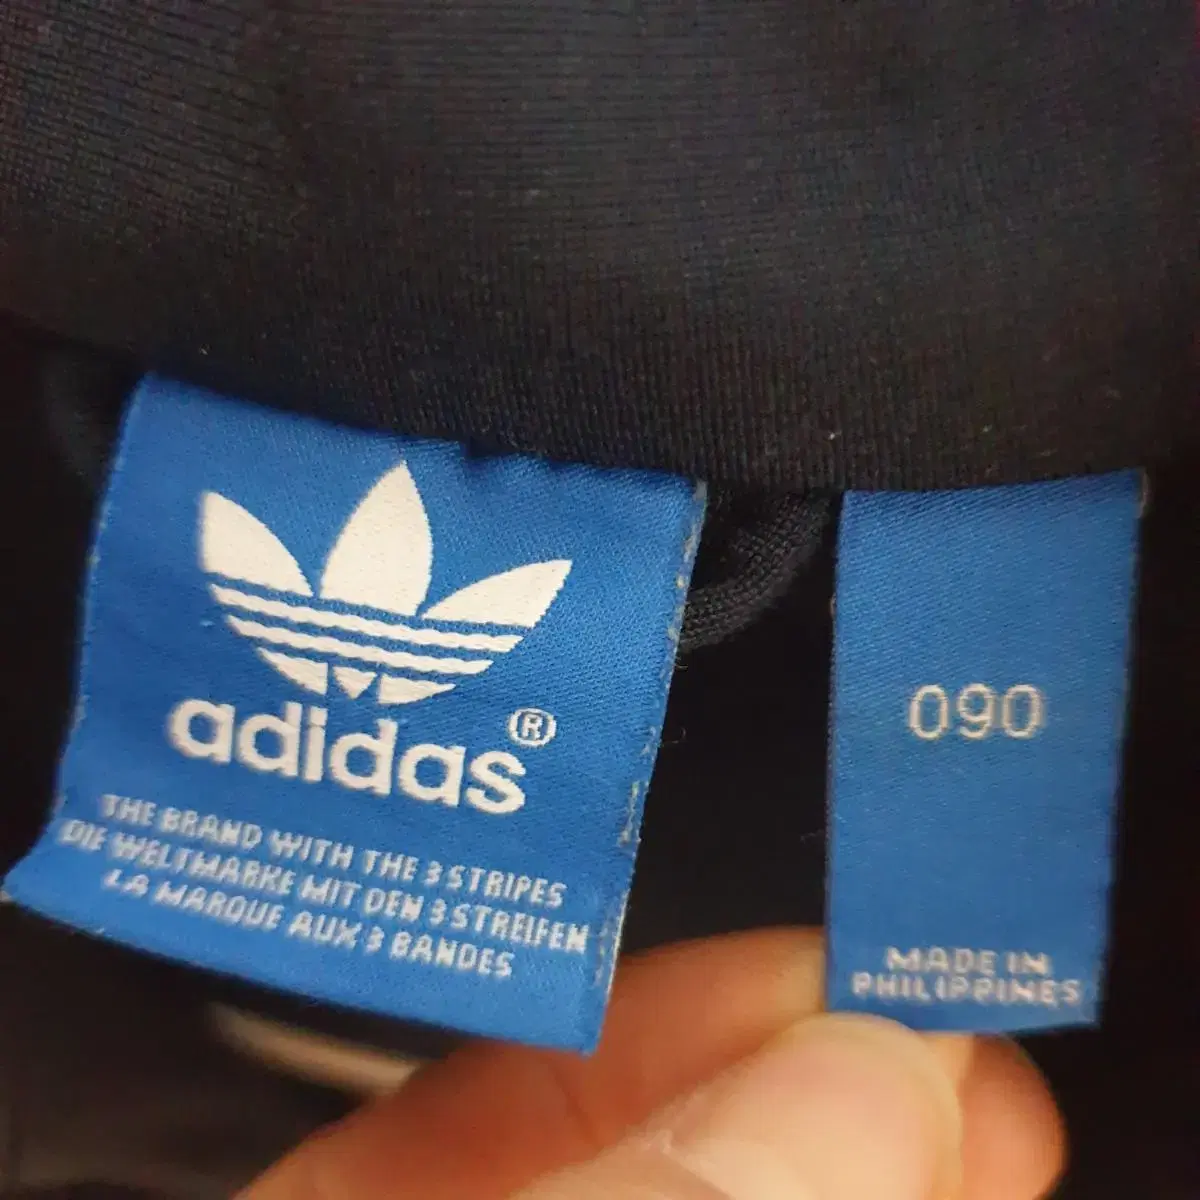 adidas®
THE BRAND WITH THE 3 STRIPES
DIE WELTMARKE MIT DEN 3 STREIFEN
LA MARQUE AUX 3 BANDES
090
MADE IN
PHILIPPINES